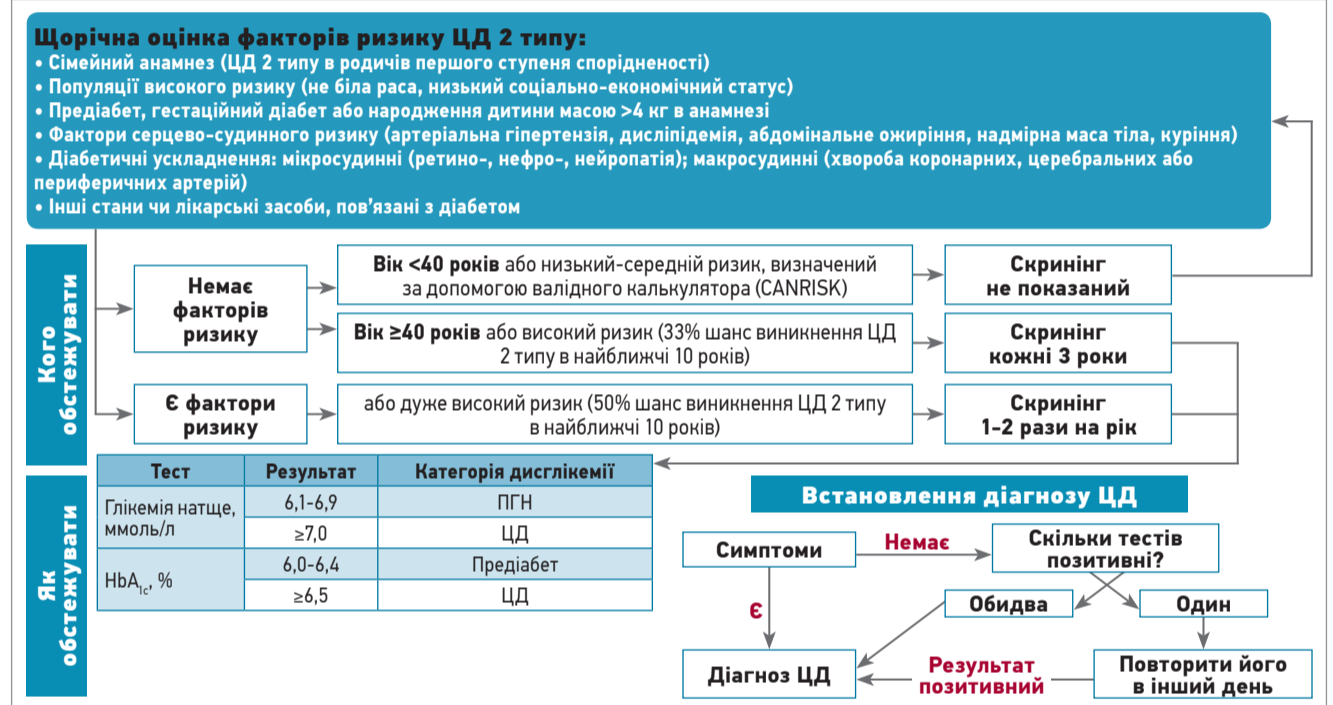 Щорічна оцінка факторів ризику ЦД 2 типу:
• Сімейний анамнез (ЦД 2 типу в родичів першого ступеня спорідненості)
• Популяції високого ризику (не біла раса, низький соціально-економічний статус)
• Предіабет, гестаційний діабет або народження дитини масою >4 кг в анамнезі
• Фактори серцево-судинного ризику (артеріальна гіпертензія, дисліпідемія, абдомінальне ожиріння, надмірна маса тіла, куріння)
• Діабетичні ускладнення: мікросудинні (ретино-, нефро-, нейропатія); макросудинні (хвороба коронарних, церебральних або
периферичних артерій)
• Інші стани чи лікарські засоби, пов’язані з діабетом
Кого
обстежувати
Немає
факторів
ризику
Вік <40 років або низький-середній ризик, визначений
за допомогою валідного калькулятора (CANRISK)
Скринінг
не показаний
Вік ≥40 років або високий ризик (33% шанс виникнення ЦД
2 типу в найближчі 10 років)
Скринінг
кожні 3 роки
Є фактори
ризику
або дуже високий ризик (50% шанс виникнення ЦД 2 типу
в найближчі 10 років)
Скринінг
1-2 рази на рік
Як
обстежувати
Тест Результат Категорія дисглікемії
Глікемія натще,
ммоль/л
6,1-6,9 ПГН
≥7,0 ЦД
HbA1c, %
6,0-6,4 Предіабет
≥6,5 ЦД
Встановлення діагнозу ЦД
Симптоми
Немає
Скільки тестів
позитивні?
Є
Обидва
Один
Діагноз ЦД
Результат
позитивний
Повторити його
в інший день